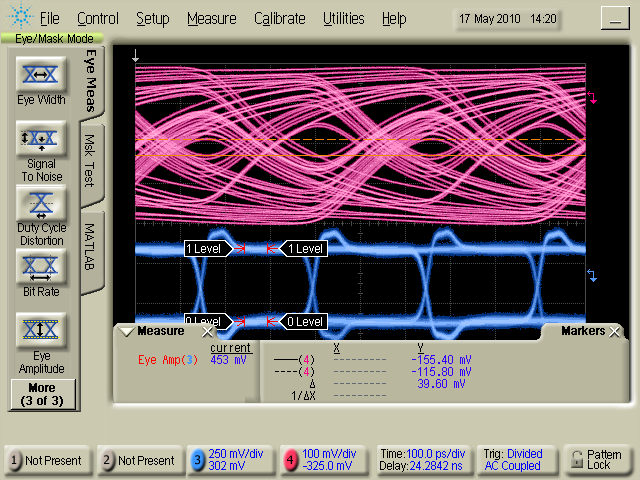 File Control Setup Measure Calibrate Utilities Help 17 May 2010 14:20
Eye/Mask Mode
Eye Meas
Msk Test
MATLAB
Eye Width
Signal
To Noise
Duty Cycle
Distortion
Bit Rate
Eye
Amplitude
More
(3 of 3)
1 Level 1 Level
0 Level 0 Level
Measure Markers
current X Y
Eye Amp(3) 453 mV
——(4) --------- -155.40 mV
----(4) --------- -115.80 mV
Δ --------- 39.60 mV
1/ΔX ---------
1 Not Present
2 Not Present
3 250 mV/div
302 mV
4 100 mV/div
-325.0 mV
Time:100.0 ps/div
Delay:24.2842 ns
Trig: Divided
AC Coupled
Pattern
Lock